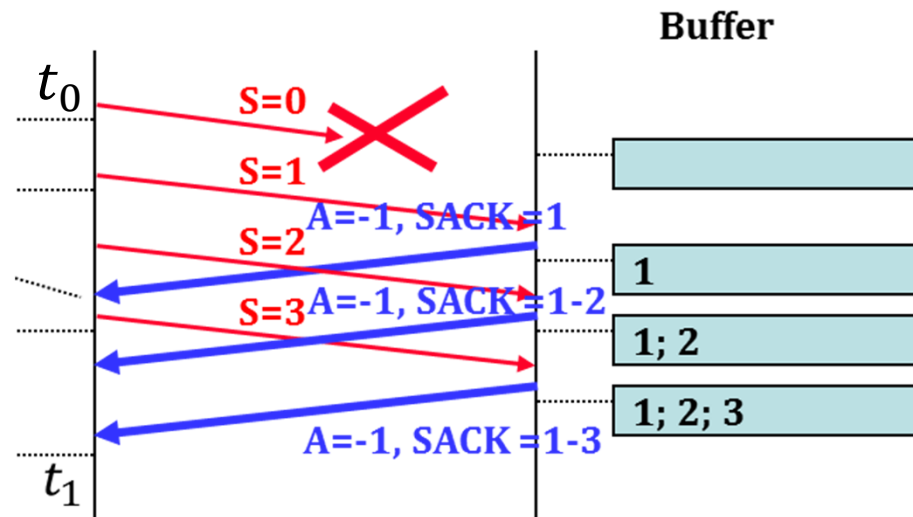 Buffer
t0
S=0
S=1
A=-1, SACK =1
S=2
1
A=-1, SACK =1-2
S=3
1; 2
1; 2; 3
A=-1, SACK =1-3
t1